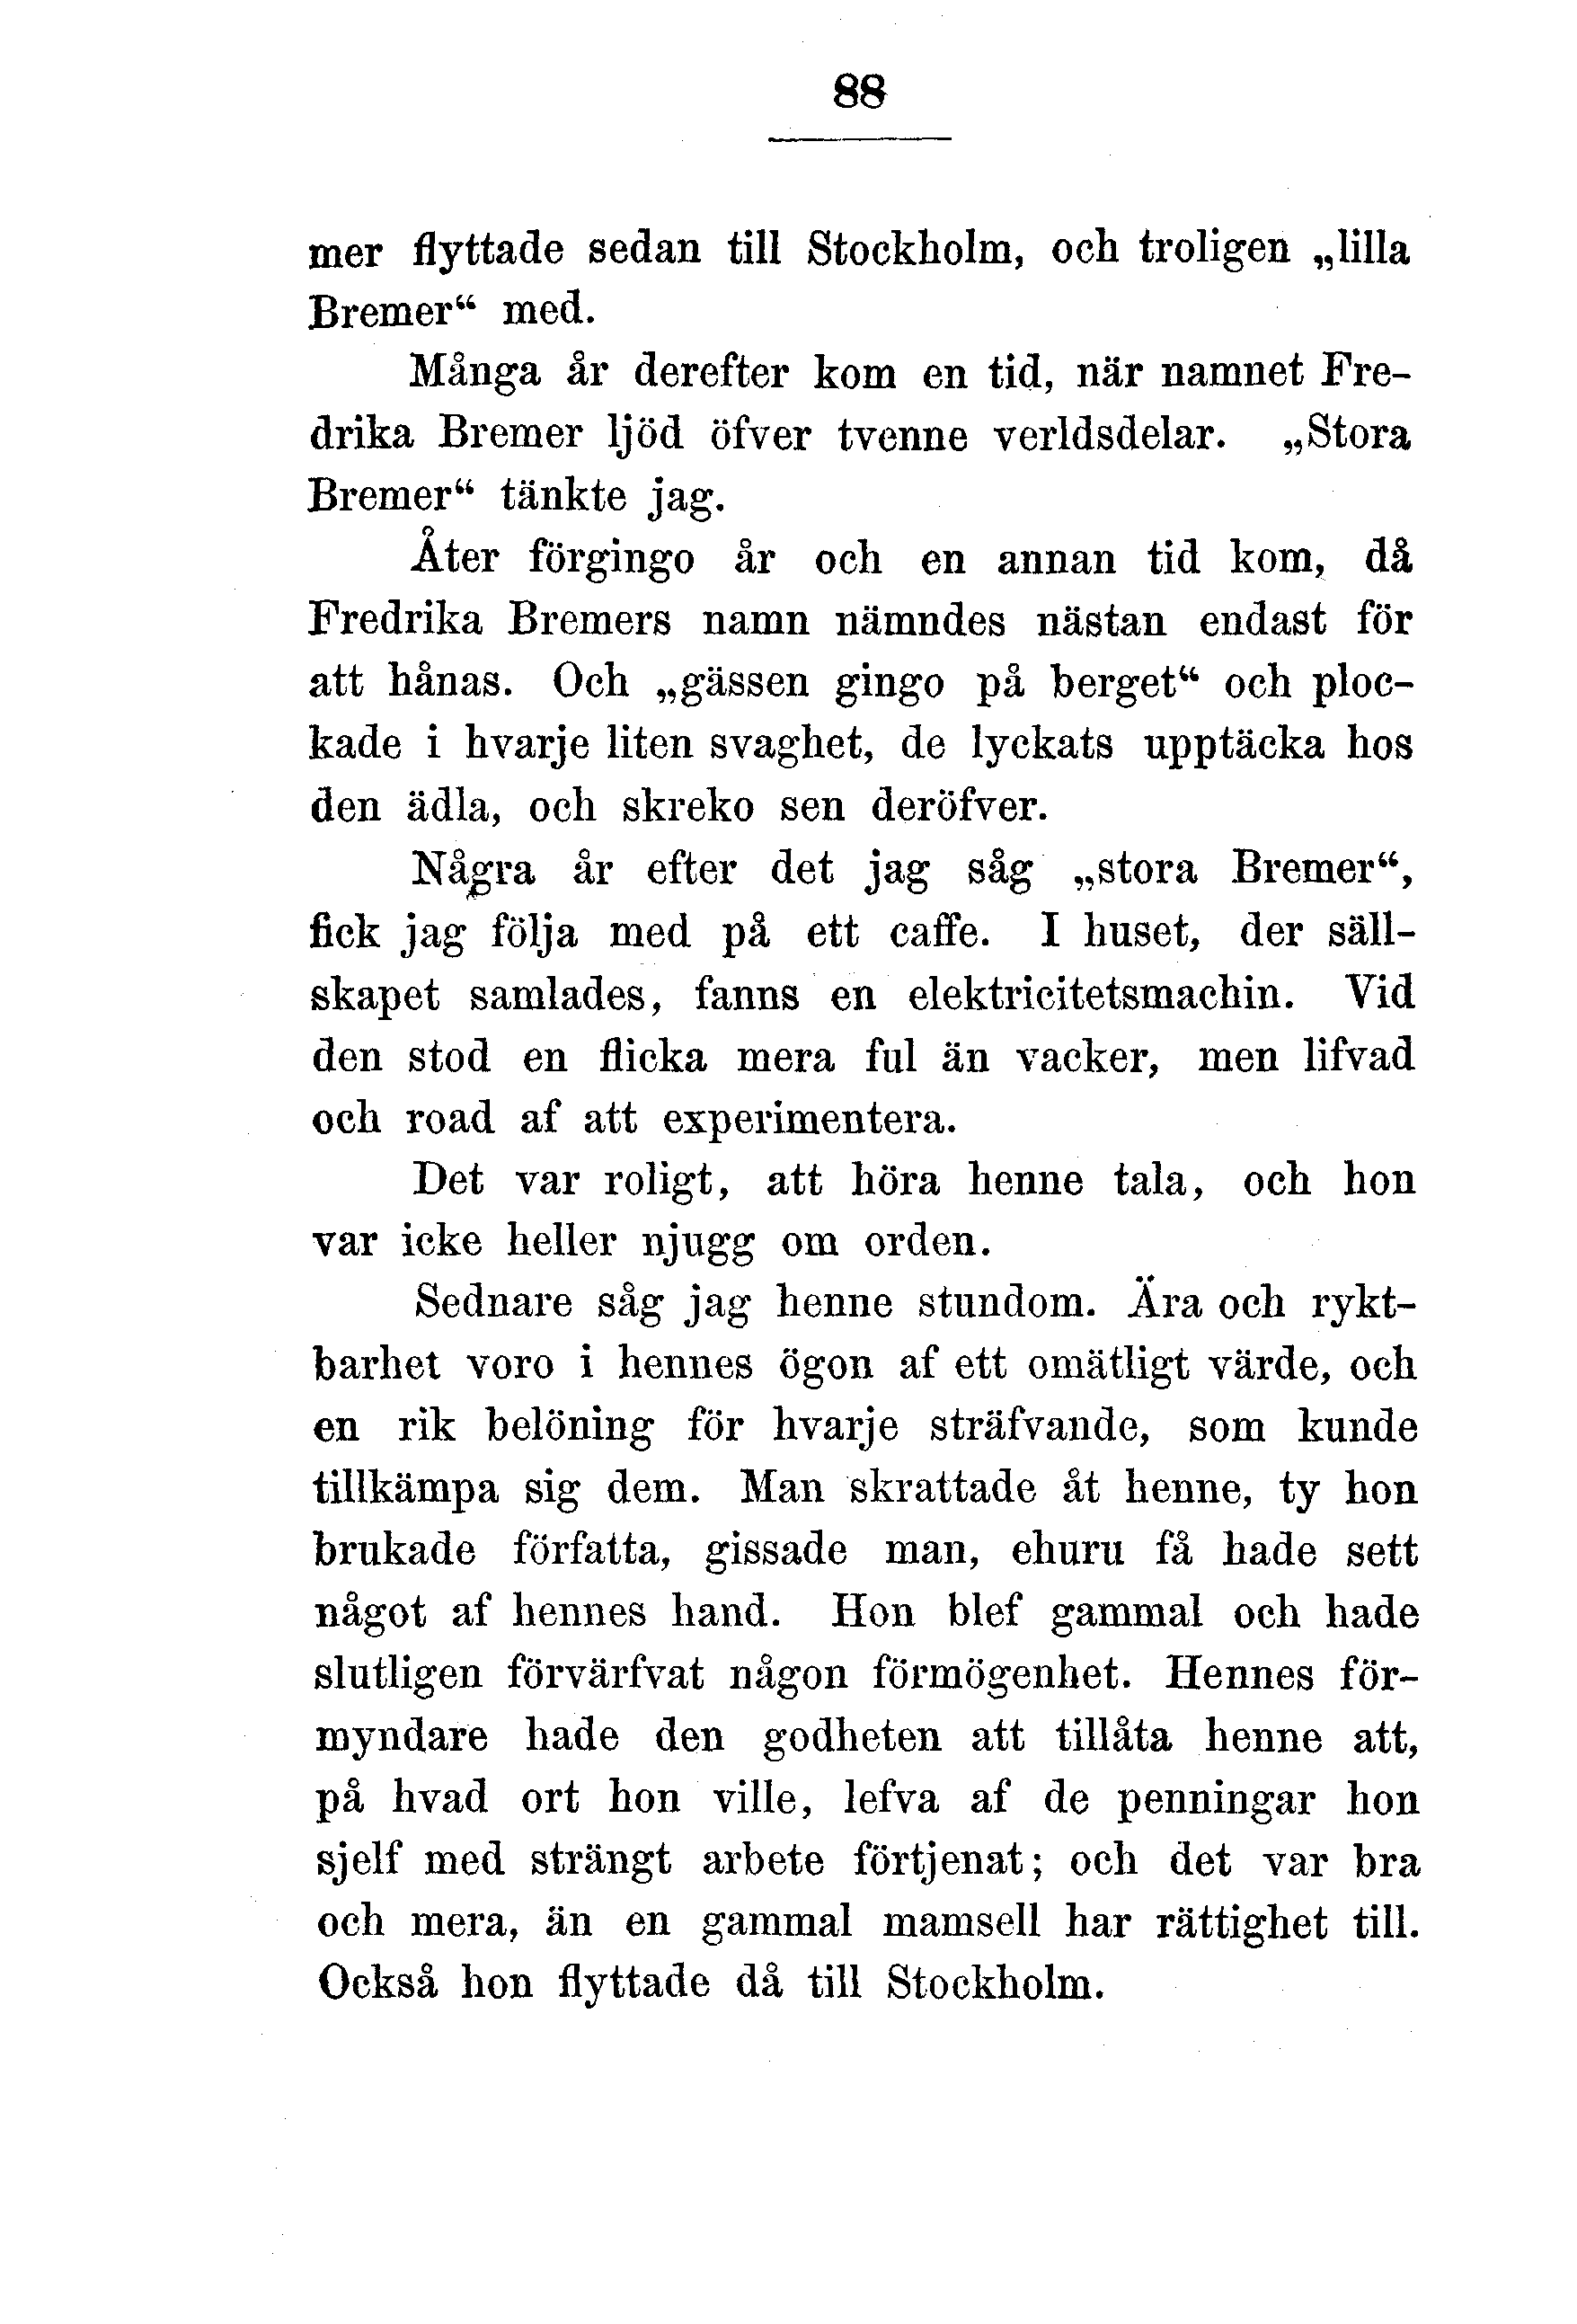 88
mer flyttade sedan till Stockholm, och troligen „lilla
Bremer“ med.
Många år derefter kom en tid, när namnet Fre-
drika Bremer ljöd öfver tvenne verldsdelar. „Stora
Bremer“ tänkte jag.
Åter förgingo år och en annan tid kom, då
Fredrika Bremers namn nämndes nästan endast för
att hånas. Och „gässen gingo på berget“ och ploc-
kade i hvarje liten svaghet, de lyckats upptäcka hos
den ädla, och skreko sen deröfver.
Några år efter det jag såg „stora Bremer“,
fick jag följa med på ett caffe. I huset, der säll-
skapet samlades, fanns en elektricitetsmachin. Vid
den stod en flicka mera ful än vacker, men lifvad
och road af att experimentera.
Det var roligt, att höra henne tala, och hon
var icke heller njugg om orden.
Sednare såg jag henne stundom. Ära och rykt-
barhet voro i hennes ögon af ett omätligt värde, och
en rik belöning för hvarje sträfvande, som kunde
tillkämpa sig dem. Man skrattade åt henne, ty hon
brukade författa, gissade man, ehuru få hade sett
något af hennes hand. Hon blef gammal och hade
slutligen förvärfvat någon förmögenhet. Hennes för-
myndare hade den godheten att tillåta henne att,
på hvad ort hon ville, lefva af de penningar hon
sjelf med strängt arbete förtjenat; och det var bra
och mera, än en gammal mamsell har rättighet till.
Också hon flyttade då till Stockholm.